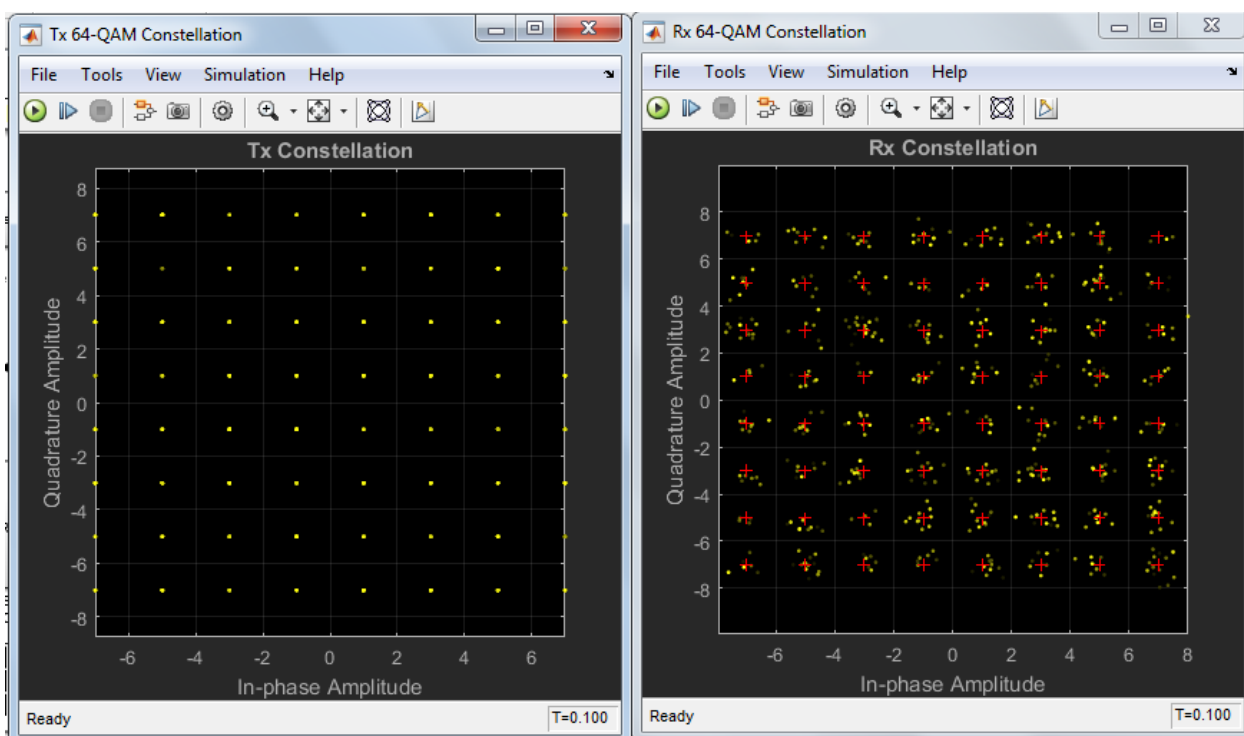 Tx 64-QAM Constellation
File Tools View Simulation Help
Tx Constellation
8
6
4
2
0
-2
-4
-6
-8
Quadrature Amplitude
-6 -4 -2 0 2 4 6
In-phase Amplitude
Ready T=0.100
Rx 64-QAM Constellation
File Tools View Simulation Help
Rx Constellation
8
6
4
2
0
-2
-4
-6
-8
Quadrature Amplitude
-6 -4 -2 0 2 4 6 8
In-phase Amplitude
Ready T=0.100